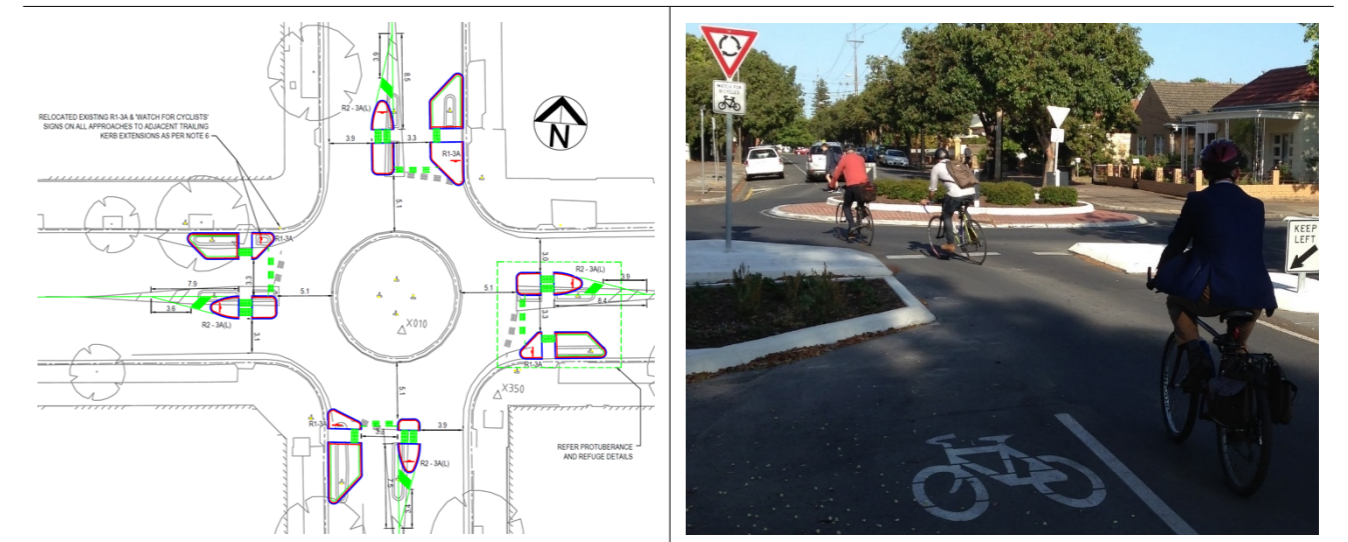 3.9
8.5
R2 - 3A(L)
RELOCATED EXISTING R1-3A & 'WATCH FOR CYCLISTS'
SIGNS ON ALL APPROACHES TO ADJACENT TRAILING
KERB EXTENSIONS AS PER NOTE 6
N
3.9
3.3
R1-3A
5.1
R1-3A
3.0
R2 - 3A(L)
3.9
7.9
3.3
5.1
5.1
8.4
3.6
R2 - 3A(L)
X010
3.3
3.1
R1-3A
5.1
X350
R1-3A
3.9
REFER PROTUBERANCE
AND REFUGE DETAILS
R2 - 3A(L)
7.5
3.4
WATCH FOR
BICYCLES
KEEP
LEFT